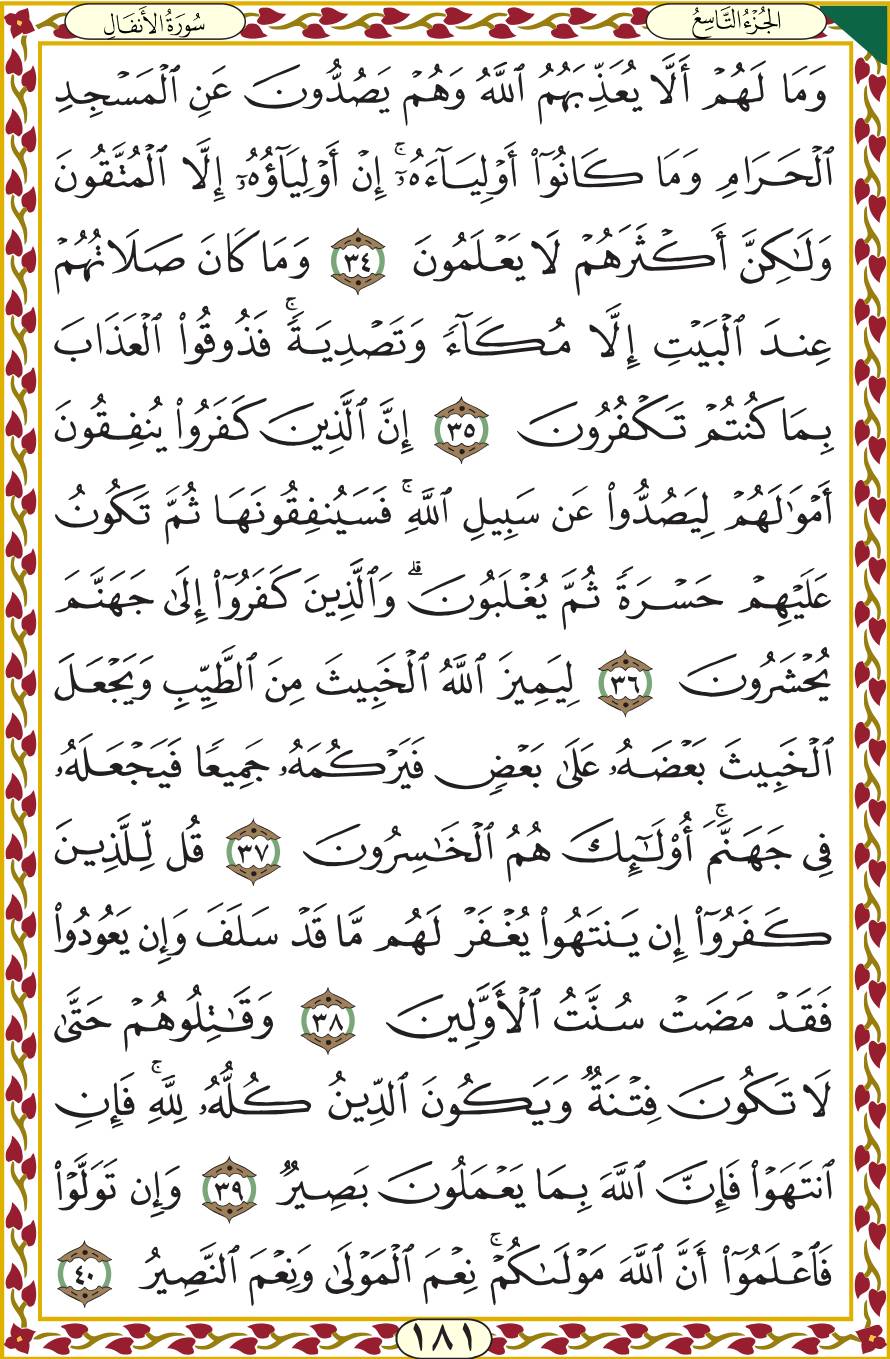 الجُزْءُ التَّاسِعُ
سُورَةُ الأَنفَالِ
وَمَا لَهُمْ أَلَّا يُعَذِّبَهُمُ ٱللَّهُ وَهُمْ يَصُدُّونَ عَنِ ٱلْمَسْجِدِ
ٱلْحَرَامِ وَمَا كَانُوٓا۟ أَوْلِيَآءَهُۥٓ ۚ إِنْ أَوْلِيَآؤُهُۥٓ إِلَّا ٱلْمُتَّقُونَ
وَلَـٰكِنَّ أَكْثَرَهُمْ لَا يَعْلَمُونَ ٣٤ وَمَا كَانَ صَلَاتُهُمْ
عِندَ ٱلْبَيْتِ إِلَّا مُكَآءً وَتَصْدِيَةً ۚ فَذُوقُوا۟ ٱلْعَذَابَ
بِمَا كُنتُمْ تَكْفُرُونَ ٣٥ إِنَّ ٱلَّذِينَ كَفَرُوا۟ يُنفِقُونَ
أَمْوَٰلَهُمْ لِيَصُدُّوا۟ عَن سَبِيلِ ٱللَّهِ ۚ فَسَيُنفِقُونَهَا ثُمَّ تَكُونُ
عَلَيْهِمْ حَسْرَةً ثُمَّ يُغْلَبُونَ ۗ وَٱلَّذِينَ كَفَرُوٓا۟ إِلَىٰ جَهَنَّمَ
يُحْشَرُونَ ٣٦ لِيَمِيزَ ٱللَّهُ ٱلْخَبِيثَ مِنَ ٱلطَّيِّبِ وَيَجْعَلَ
ٱلْخَبِيثَ بَعْضَهُۥ عَلَىٰ بَعْضٍ فَيَرْكُمَهُۥ جَمِيعًا فَيَجْعَلَهُۥ
فِى جَهَنَّمَ ۚ أُو۟لَـٰٓئِكَ هُمُ ٱلْخَـٰسِرُونَ ٣٧ قُل لِّلَّذِينَ
كَفَرُوٓا۟ إِن يَنتَهُوا۟ يُغْفَرْ لَهُم مَّا قَدْ سَلَفَ وَإِن يَعُودُوا۟
فَقَدْ مَضَتْ سُنَّتُ ٱلْأَوَّلِينَ ٣٨ وَقَـٰتِلُوهُمْ حَتَّىٰ
لَا تَكُونَ فِتْنَةٌ وَيَكُونَ ٱلدِّينُ كُلُّهُۥ لِلَّهِ ۚ فَإِنِ
ٱنتَهَوْا۟ فَإِنَّ ٱللَّهَ بِمَا يَعْمَلُونَ بَصِيرٌ ٣٩ وَإِن تَوَلَّوْا۟
فَٱعْلَمُوٓا۟ أَنَّ ٱللَّهَ مَوْلَىٰكُمْ ۚ نِعْمَ ٱلْمَوْلَىٰ وَنِعْمَ ٱلنَّصِيرُ ٤٠
١٨١